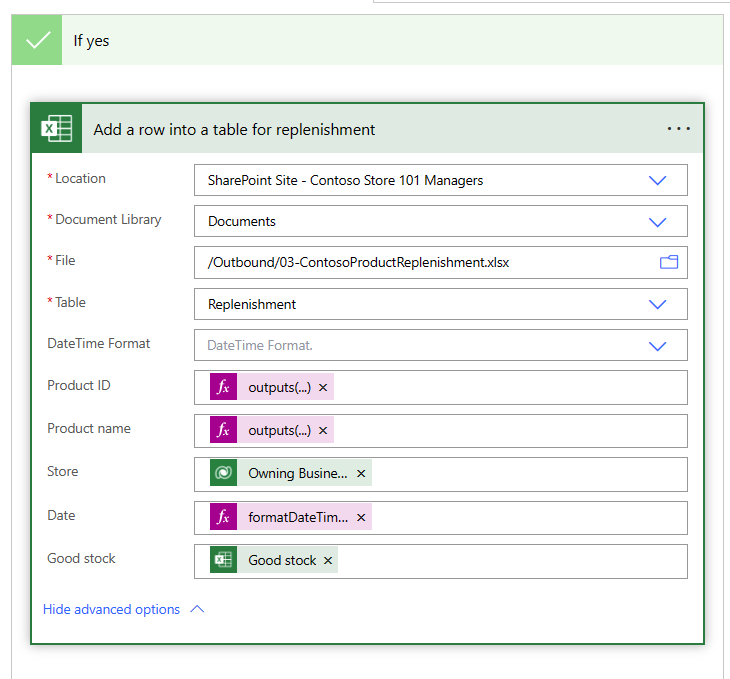 If yes
Add a row into a table for replenishment
* Location SharePoint Site - Contoso Store 101 Managers
* Document Library Documents
* File /Outbound/03-ContosoProductReplenishment.xlsx
* Table Replenishment
DateTime Format DateTime Format.
Product ID fx outputs(...) ×
Product name fx outputs(...) ×
Store Owning Busine... ×
Date fx formatDateTim... ×
Good stock Good stock ×
Hide advanced options